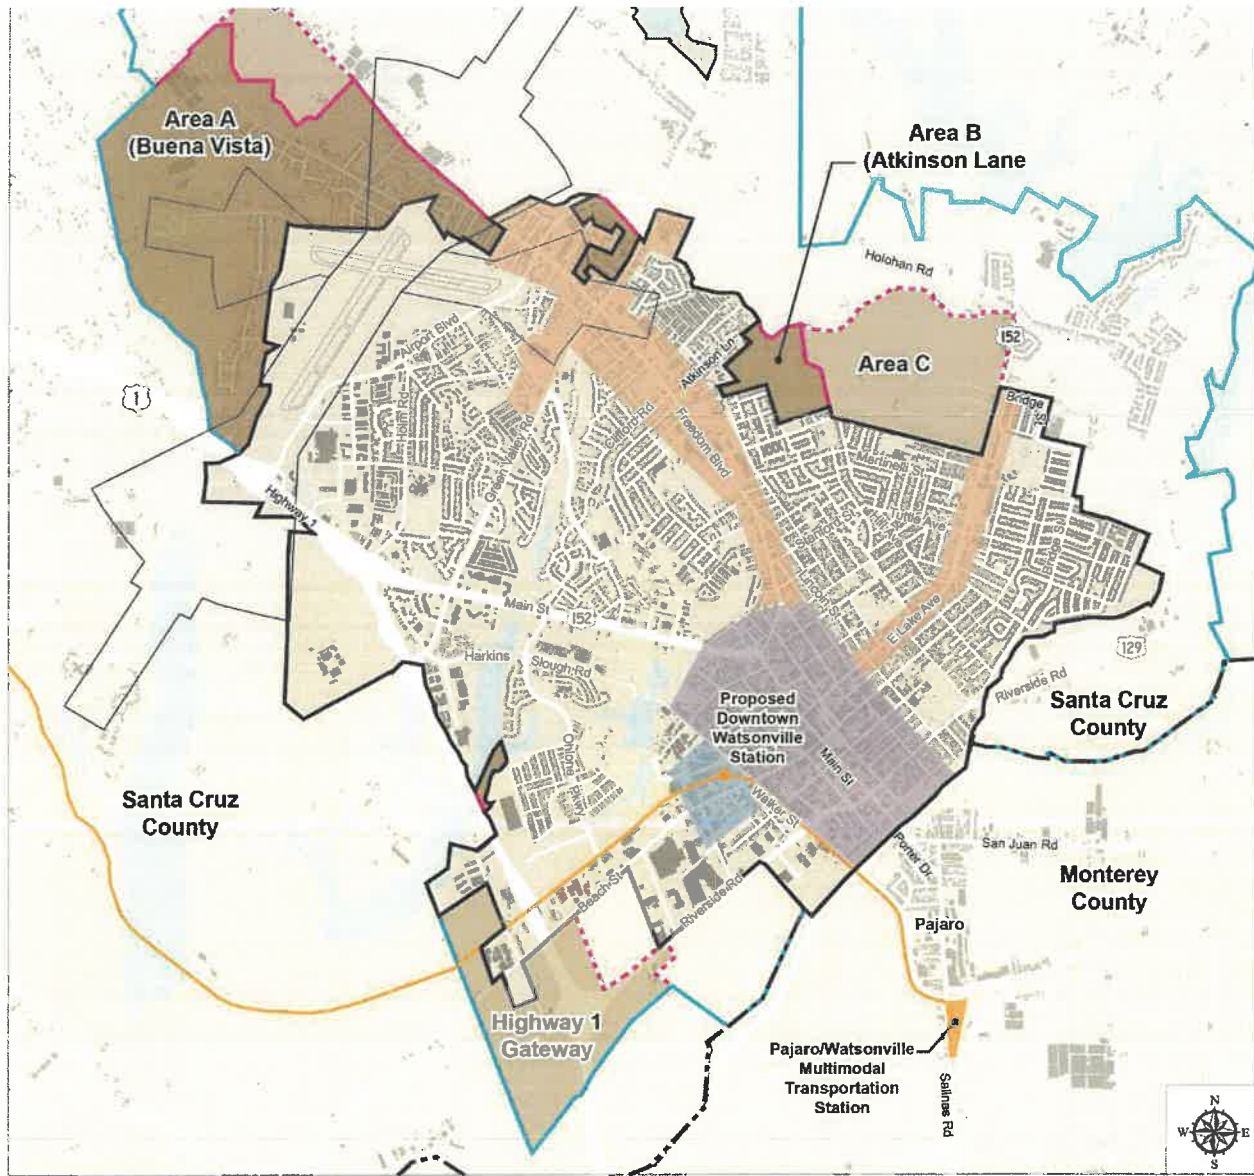 Area A
(Buena Vista)
Area B
(Atkinson Lane
Holohan Rd
152
Airport Blvd
Atkinson Ln
Area C
1
Holm Rd
Green Valley Rd
Clifford Rd
Freedom Blvd
Bridge St
Martinelli St
Tuttle Ave
Stanford St
Highway 1
Bridge St
Lincoln St
Main St
152
E Lake Ave
129
Harkins
Slough Rd
Riverside Rd
Santa Cruz
County
Proposed
Downtown
Watsonville
Station
Main St
Ohlone Pkwy
Santa Cruz
County
Walker St
Porter Dr
San Juan Rd
Monterey
County
Beach St
Riverside Rd
Pajaro
Highway 1
Gateway
Pajaro/Watsonville
Multimodal
Transportation
Station
Salinas Rd
N
W
E
S